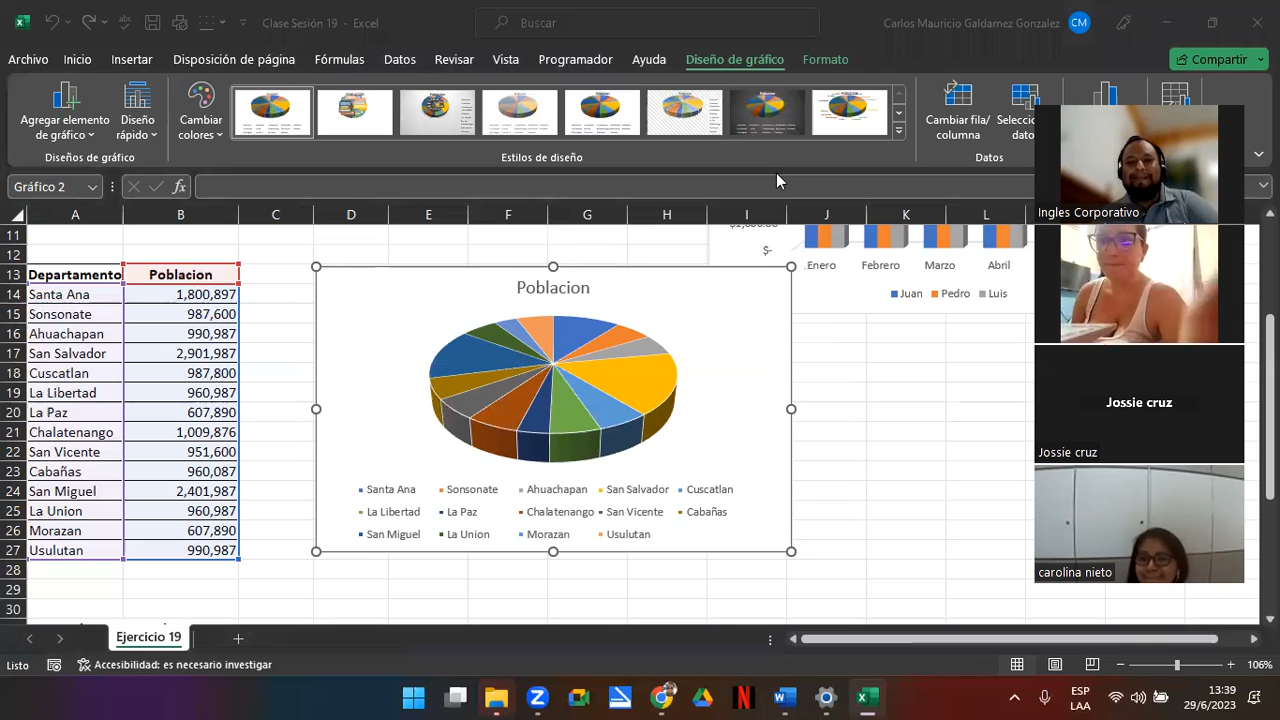 Clase Sesión 19 - Excel
Buscar
Carlos Mauricio Galdamez Gonzalez CM
Archivo Inicio Insertar Disposición de página Fórmulas Datos Revisar Vista Programador Ayuda Diseño de gráfico Formato Compartir
Agregar elemento de gráfico
Diseño rápido
Cambiar colores
Cambiar fila/ columna
Diseños de gráfico
Estilos de diseño
Datos
Gráfico 2
fx
A B C D E F G H I J K L
11
12
13 Departamento Poblacion
14 Santa Ana 1,800,897
15 Sonsonate 987,600
16 Ahuachapan 990,987
17 San Salvador 2,901,987
18 Cuscatlan 987,800
19 La Libertad 960,987
20 La Paz 607,890
21 Chalatenango 1,009,876
22 San Vicente 951,600
23 Cabañas 960,087
24 San Miguel 2,401,987
25 La Union 960,987
26 Morazan 607,890
27 Usulutan 990,987
28
29
30
$-
Enero Febrero Marzo Abril
Juan Pedro Luis
Poblacion
Santa Ana Sonsonate Ahuachapan San Salvador Cuscatlan
La Libertad La Paz Chalatenango San Vicente Cabañas
San Miguel La Union Morazan Usulutan
Ingles Corporativo
Jossie cruz
Jossie cruz
carolina nieto
Ejercicio 19
Listo
Accesibilidad: es necesario investigar
106%
ESP
LAA
13:39
29/6/2023